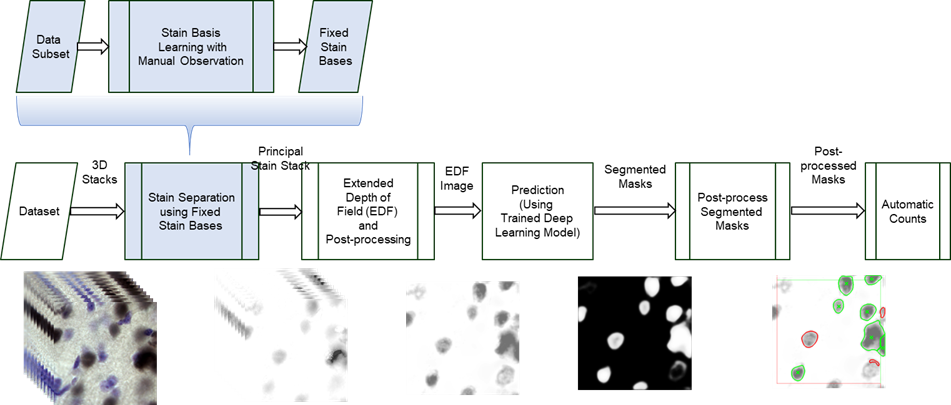 Data
Subset
Stain Basis
Learning with
Manual Observation
Fixed
Stain
Bases
Dataset
3D
Stacks
Stain Separation
using Fixed
Stain Bases
Principal
Stain Stack
Extended
Depth of
Field (EDF)
and
Post-processing
EDF
Image
Prediction
(Using
Trained Deep
Learning Model)
Segmented
Masks
Post-process
Segmented
Masks
Post-
processed
Masks
Automatic
Counts